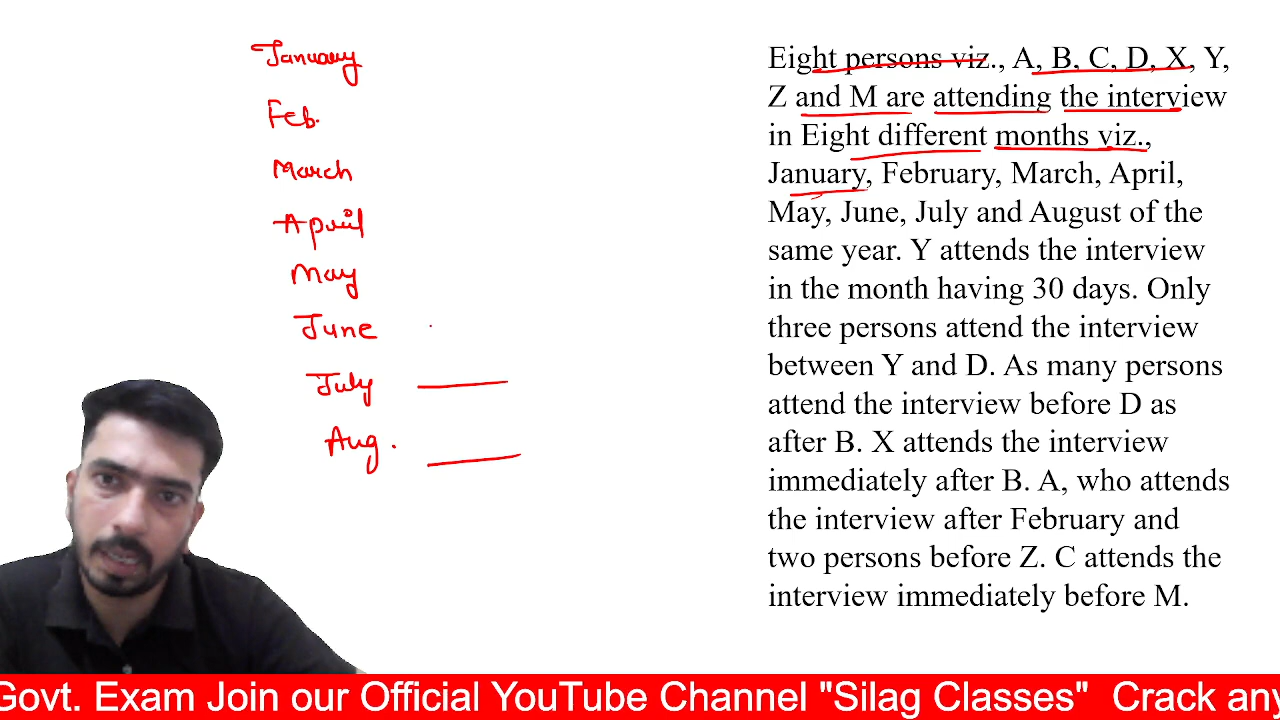 January
Feb.
March
April
May
June
July
Aug.
Eight persons viz., A, B, C, D, X, Y,
Z and M are attending the interview
in Eight different months viz.,
January, February, March, April,
May, June, July and August of the
same year. Y attends the interview
in the month having 30 days. Only
three persons attend the interview
between Y and D. As many persons
attend the interview before D as
after B. X attends the interview
immediately after B. A, who attends
the interview after February and
two persons before Z. C attends the
interview immediately before M.
Govt. Exam Join our Official YouTube Channel "Silag Classes" Crack any